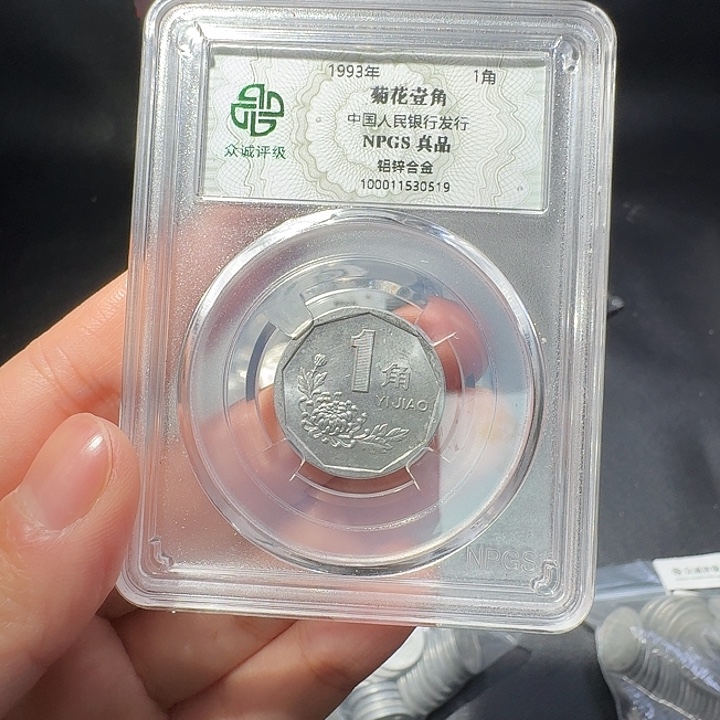 1993年 1角
菊花壹角
中国人民银行发行
NPGS 真品
铝锌合金
100011530519
众诚评级
1角
YI JIAO
NPGS